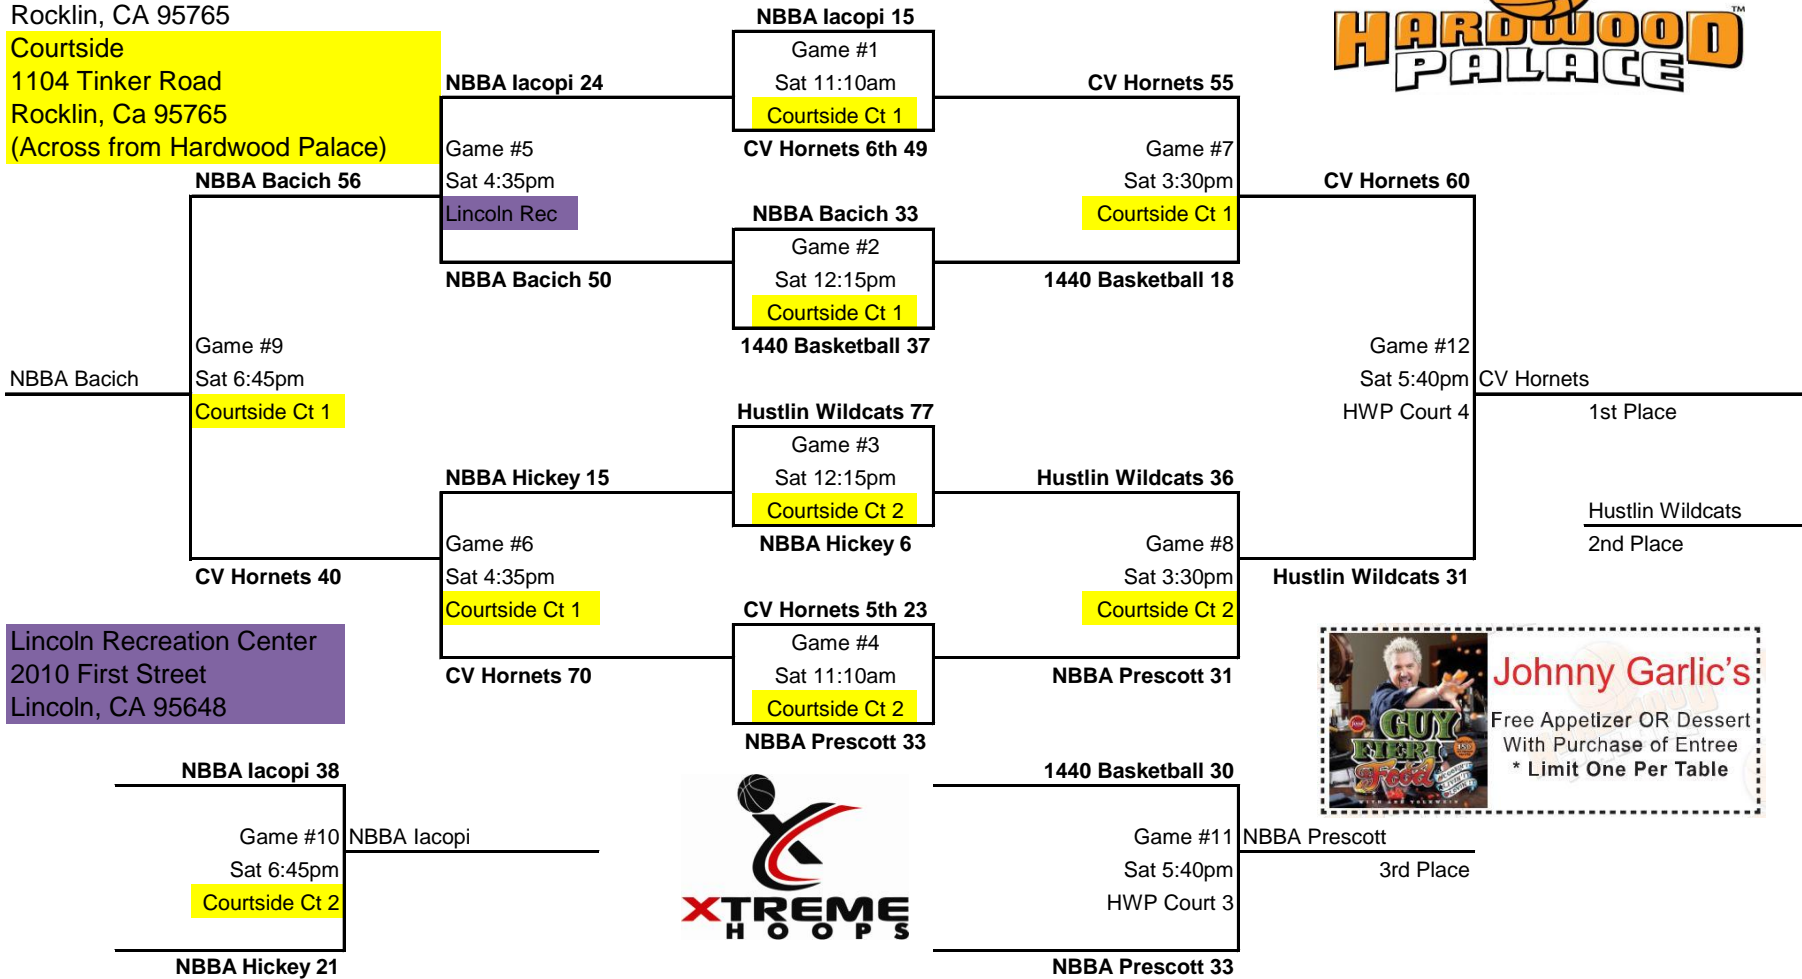 Rocklin, CA 95765
Courtside
1104 Tinker Road
Rocklin, Ca 95765
(Across from Hardwood Palace)
HARDWOOD
PALACE
TM
NBBA Iacopi 15
Game #1
Sat 11:10am
Courtside Ct 1
CV Hornets 6th 49
NBBA Iacopi 24
Game #5
Sat 4:35pm
Lincoln Rec
NBBA Bacich 50
CV Hornets 55
Game #7
Sat 3:30pm
Courtside Ct 1
1440 Basketball 18
NBBA Bacich 56
NBBA Bacich 33
Game #2
Sat 12:15pm
Courtside Ct 1
1440 Basketball 37
CV Hornets 60
Game #9
Sat 6:45pm
Courtside Ct 1
NBBA Bacich
CV Hornets 40
Game #12
Sat 5:40pm
HWP Court 4
CV Hornets
1st Place
Hustlin Wildcats
2nd Place
Hustlin Wildcats 31
Hustlin Wildcats 77
Game #3
Sat 12:15pm
Courtside Ct 2
NBBA Hickey 6
NBBA Hickey 15
Game #6
Sat 4:35pm
Courtside Ct 1
CV Hornets 70
Hustlin Wildcats 36
Game #8
Sat 3:30pm
Courtside Ct 2
NBBA Prescott 31
CV Hornets 5th 23
Game #4
Sat 11:10am
Courtside Ct 2
NBBA Prescott 33
Lincoln Recreation Center
2010 First Street
Lincoln, CA 95648
Johnny Garlic's
Free Appetizer OR Dessert
With Purchase of Entree
* Limit One Per Table
GUY
FIERI
Food
NBBA Iacopi 38
Game #10
Sat 6:45pm
Courtside Ct 2
NBBA Iacopi
NBBA Hickey 21
XTREME
HOOPS
1440 Basketball 30
Game #11
Sat 5:40pm
HWP Court 3
NBBA Prescott
3rd Place
NBBA Prescott 33